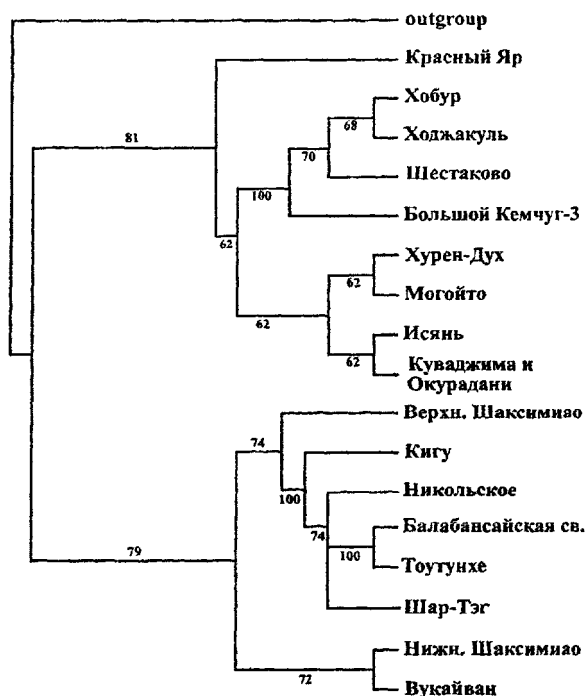 outgroup
Красный Яр
81
Хобур
68
Ходжакуль
70
Шестаково
100
Большой Кемчуг-3
62
Хурен-Дух
62
Могойто
62
Исянь
62
Куваджима и
Окурадани
Верхн. Шаксимиао
74
Кигу
100
Никольское
74
Балабансайская св.
79
100
Тоутунхе
Шар-Тэг
Нижн. Шаксимиао
72
Вукайван